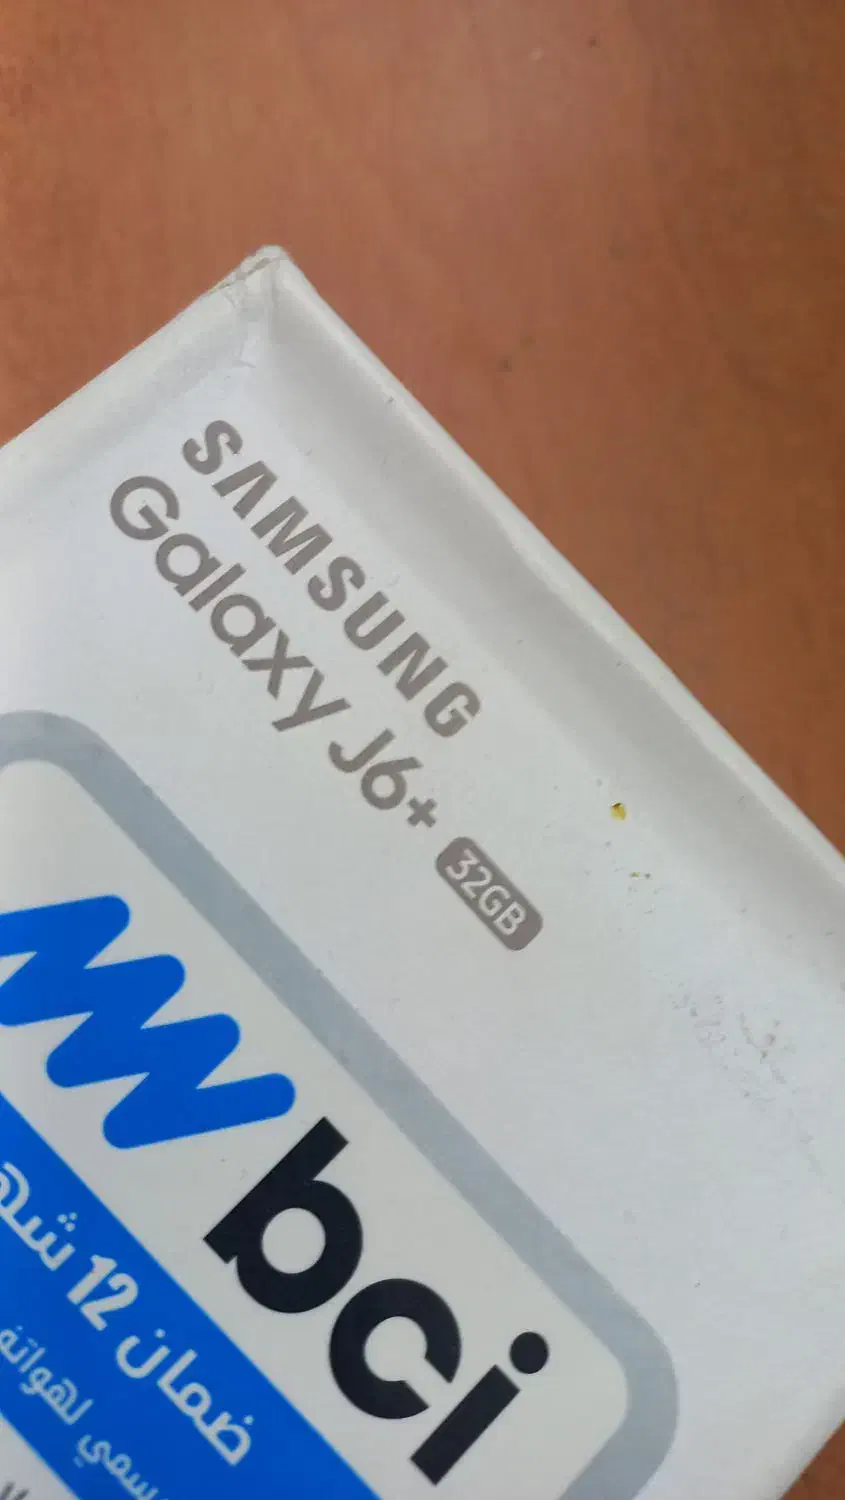 SAMSUNG
Galaxy J6+ 32GB
bci
ضمان 12